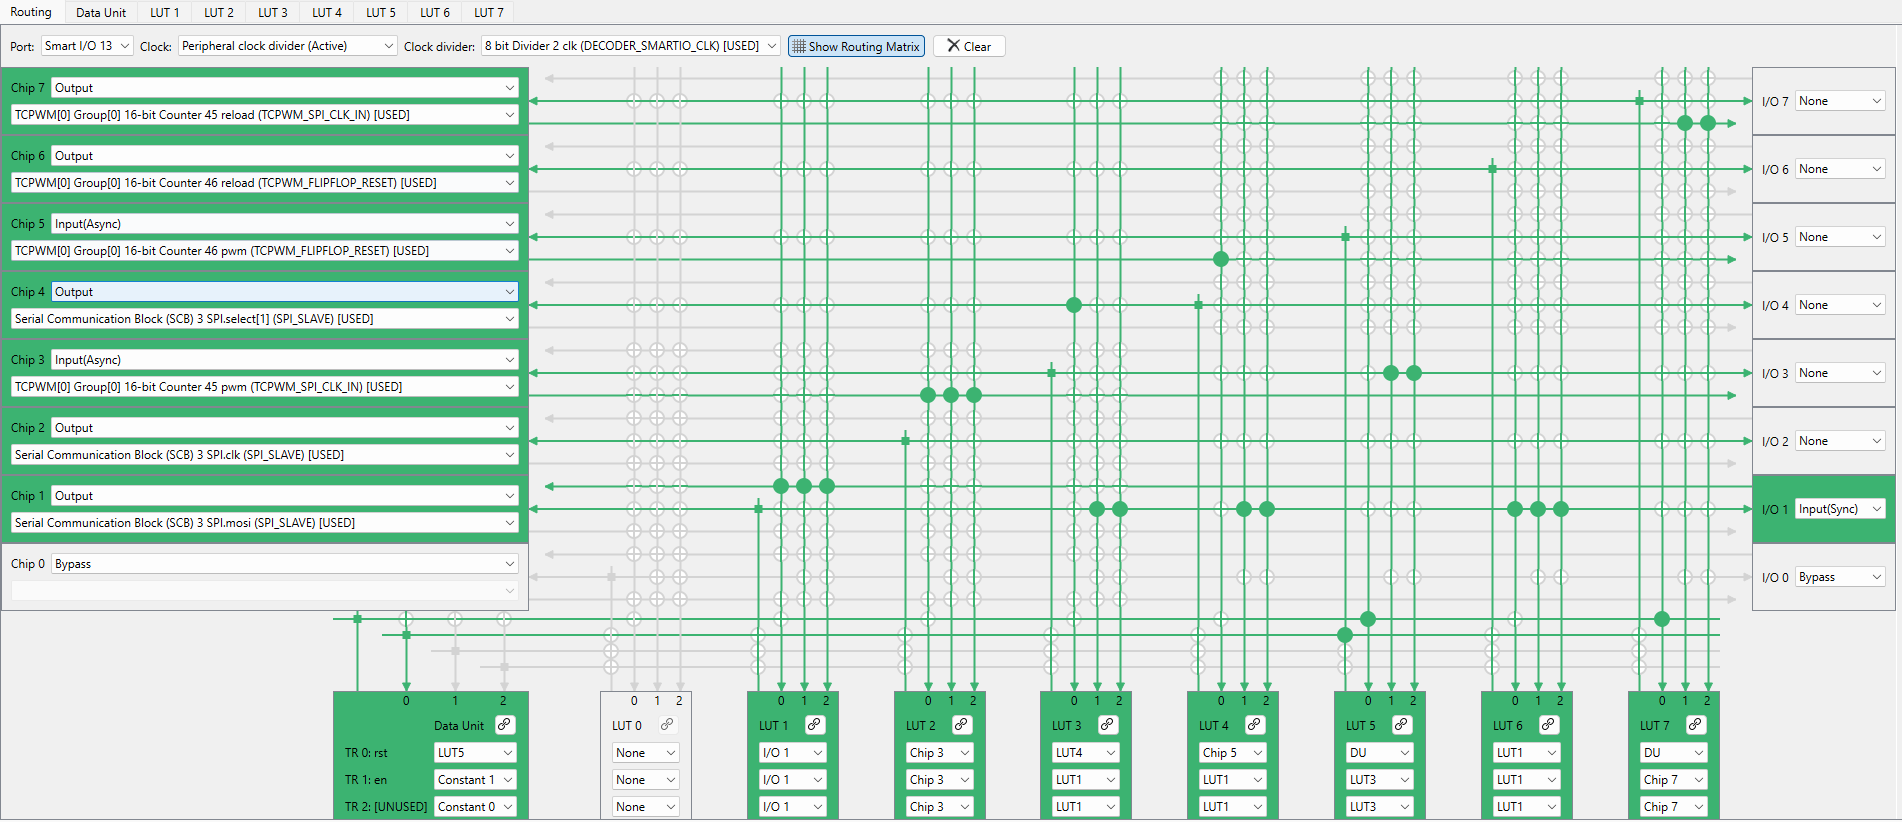 Routing Data Unit LUT 1 LUT 2 LUT 3 LUT 4 LUT 5 LUT 6 LUT 7
Port: Smart I/O 13 Clock: Peripheral clock divider (Active) Clock divider: 8 bit Divider 2 clk (DECODER_SMARTIO_CLK) [USED] Show Routing Matrix Clear
Chip 7 Output
TCPWM[0] Group[0] 16-bit Counter 45 reload (TCPWM_SPI_CLK_IN) [USED]
I/O 7 None
Chip 6 Output
TCPWM[0] Group[0] 16-bit Counter 46 reload (TCPWM_FLIPFLOP_RESET) [USED]
I/O 6 None
Chip 5 Input(Async)
TCPWM[0] Group[0] 16-bit Counter 46 pwm (TCPWM_FLIPFLOP_RESET) [USED]
I/O 5 None
Chip 4 Output
Serial Communication Block (SCB) 3 SPI.select[1] (SPI_SLAVE) [USED]
I/O 4 None
Chip 3 Input(Async)
TCPWM[0] Group[0] 16-bit Counter 45 pwm (TCPWM_SPI_CLK_IN) [USED]
I/O 3 None
Chip 2 Output
Serial Communication Block (SCB) 3 SPI.clk (SPI_SLAVE) [USED]
I/O 2 None
Chip 1 Output
Serial Communication Block (SCB) 3 SPI.mosi (SPI_SLAVE) [USED]
I/O 1 Input(Sync)
Chip 0 Bypass
I/O 0 Bypass
0 1 2 0 1 2 0 1 2 0 1 2 0 1 2 0 1 2 0 1 2 0 1 2 0 1 2
Data Unit LUT 0 LUT 1 LUT 2 LUT 3 LUT 4 LUT 5 LUT 6 LUT 7
TR 0: rst LUT5 None I/O 1 Chip 3 LUT4 Chip 5 DU LUT1 DU
TR 1: en Constant 1 None I/O 1 Chip 3 LUT1 LUT1 LUT3 LUT1 Chip 7
TR 2: [UNUSED] Constant 0 None I/O 1 Chip 3 LUT1 LUT1 LUT3 LUT1 Chip 7